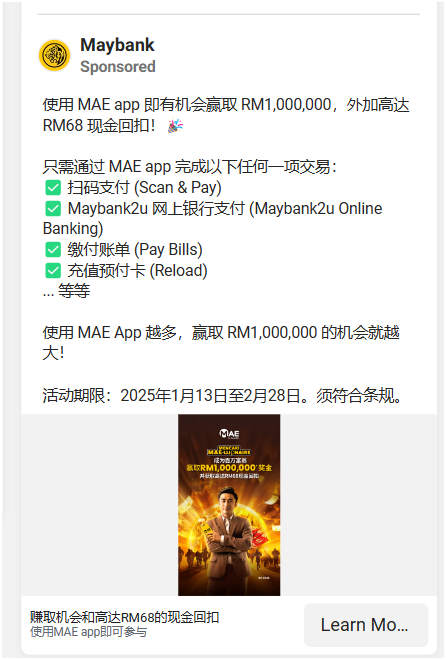 Maybank
Sponsored
使用 MAE app 即有机会赢取 RM1,000,000，外加高达
RM68 现金回扣！🎉
只需通过 MAE app 完成以下任何一项交易：
✅ 扫码支付 (Scan & Pay)
✅ Maybank2u 网上银行支付 (Maybank2u Online
Banking)
✅ 缴付账单 (Pay Bills)
✅ 充值预付卡 (Reload)
... 等等
使用 MAE App 越多，赢取 RM1,000,000 的机会就越
大！
活动期限：2025年1月13日至2月28日。须符合条规。
MAE
MENCARI
MAE-LLIONAIRE
成为百万富翁
赢取RM1,000,000*奖金
并获取高达RM68现金回扣
赚取机会和高达RM68的现金回扣
使用MAE app即可参与
Learn Mo...